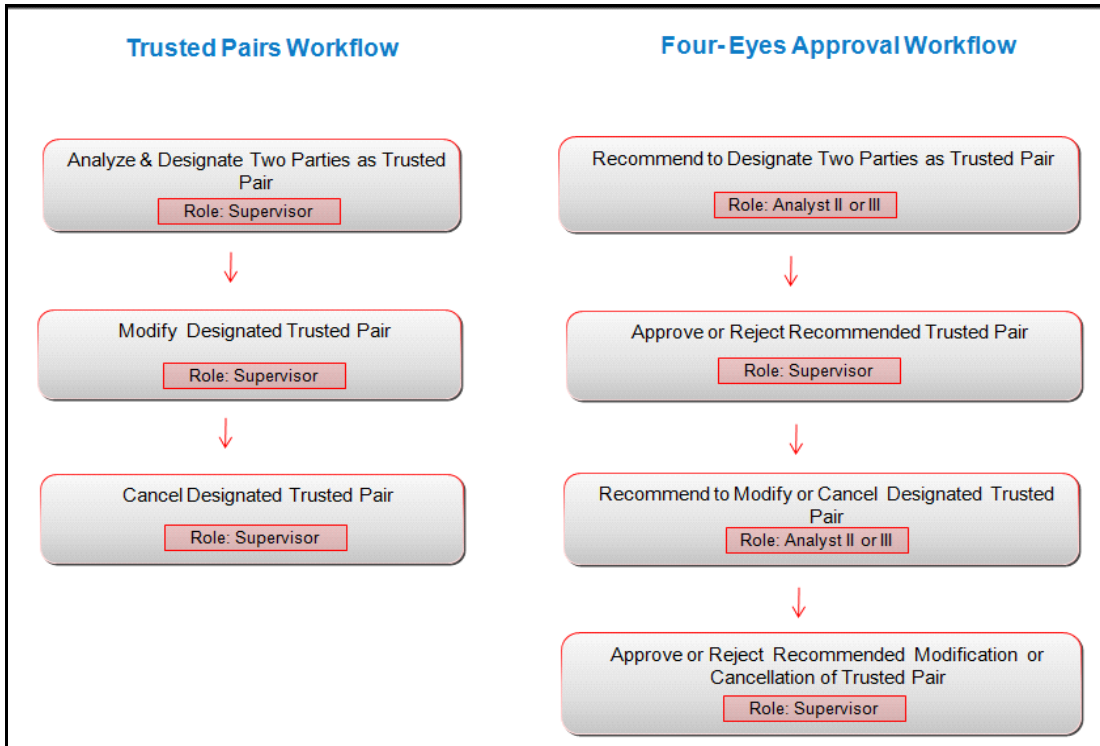 Trusted Pairs Workflow
Analyze & Designate Two Parties as Trusted
Pair
Role: Supervisor
Modify Designated Trusted Pair
Role: Supervisor
Cancel Designated Trusted Pair
Role: Supervisor
Four-Eyes Approval Workflow
Recommend to Designate Two Parties as Trusted Pair
Role: Analyst II or III
Approve or Reject Recommended Trusted Pair
Role: Supervisor
Recommend to Modify or Cancel Designated Trusted
Pair
Role: Analyst II or III
Approve or Reject Recommended Modification or
Cancellation of Trusted Pair
Role: Supervisor